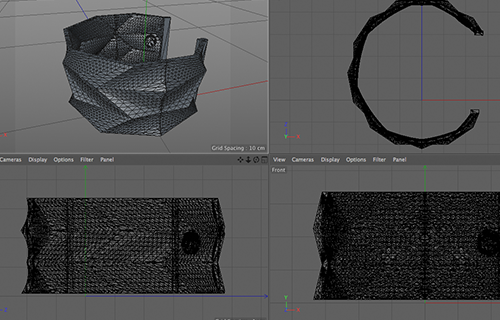 Grid Spacing : 10 cm
Cameras Display Options Filter Panel
View Cameras Display Options Filter Panel
Front
Y
X
Y